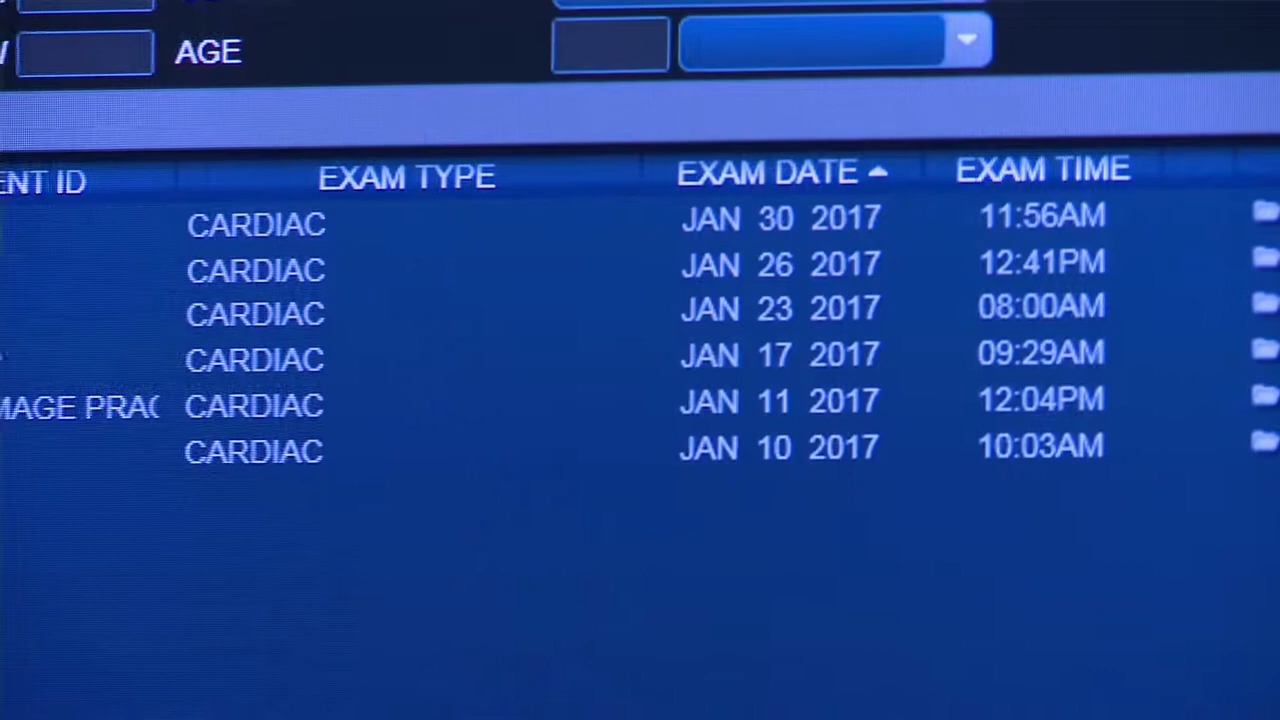 AGE
ENT ID EXAM TYPE EXAM DATE EXAM TIME
CARDIAC JAN 30 2017 11:56AM
CARDIAC JAN 26 2017 12:41PM
CARDIAC JAN 23 2017 08:00AM
CARDIAC JAN 17 2017 09:29AM
MAGE PRAC CARDIAC JAN 11 2017 12:04PM
CARDIAC JAN 10 2017 10:03AM